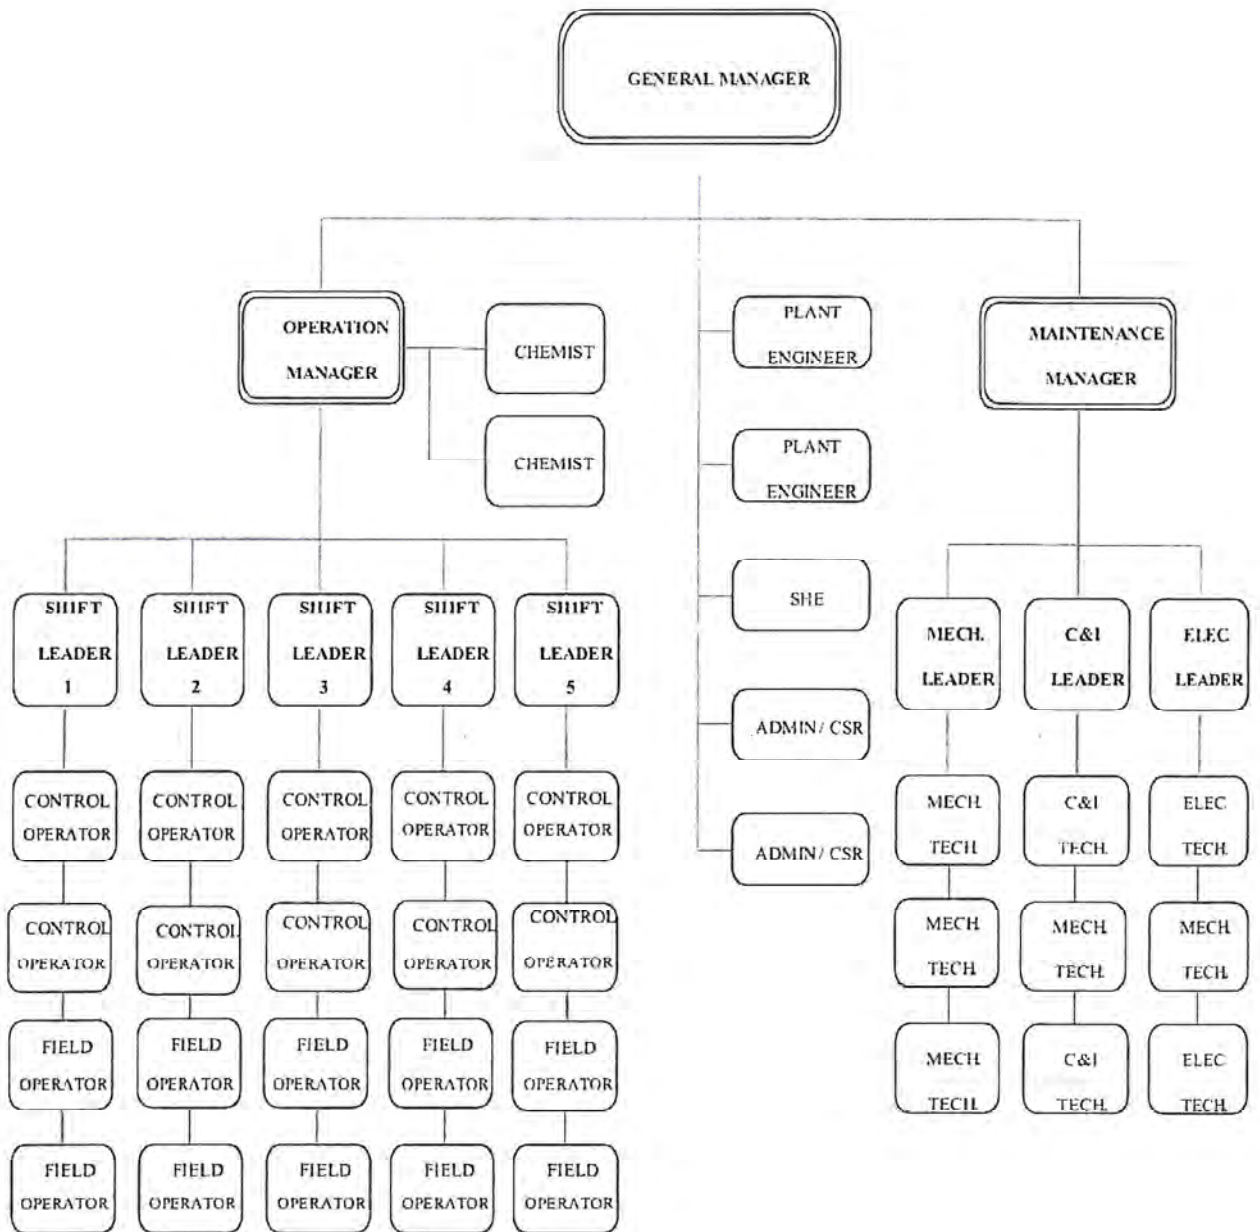 GENERAL MANAGER
OPERATION
MANAGER
CHEMIST
CHEMIST
PLANT
ENGINEER
PLANT
ENGINEER
SHE
ADMIN / CSR
ADMIN / CSR
MAINTENANCE
MANAGER
SHIFT
LEADER
1
SHIFT
LEADER
2
SHIFT
LEADER
3
SHIFT
LEADER
4
SHIFT
LEADER
5
CONTROL
OPERATOR
CONTROL
OPERATOR
CONTROL
OPERATOR
CONTROL
OPERATOR
CONTROL
OPERATOR
CONTROL
OPERATOR
CONTROL
OPERATOR
CONTROL
OPERATOR
CONTROL
OPERATOR
CONTROL
OPERATOR
FIELD
OPERATOR
FIELD
OPERATOR
FIELD
OPERATOR
FIELD
OPERATOR
FIELD
OPERATOR
FIELD
OPERATOR
FIELD
OPERATOR
FIELD
OPERATOR
FIELD
OPERATOR
FIELD
OPERATOR
MECH.
LEADER
C&I
LEADER
ELEC
LEADER
MECH
TECH.
C&I
TECH.
ELEC
TECH.
MECH
TECH.
MECH
TECH.
MECH
TECH.
MECH
TECH.
C&I
TECH.
ELEC
TECH.